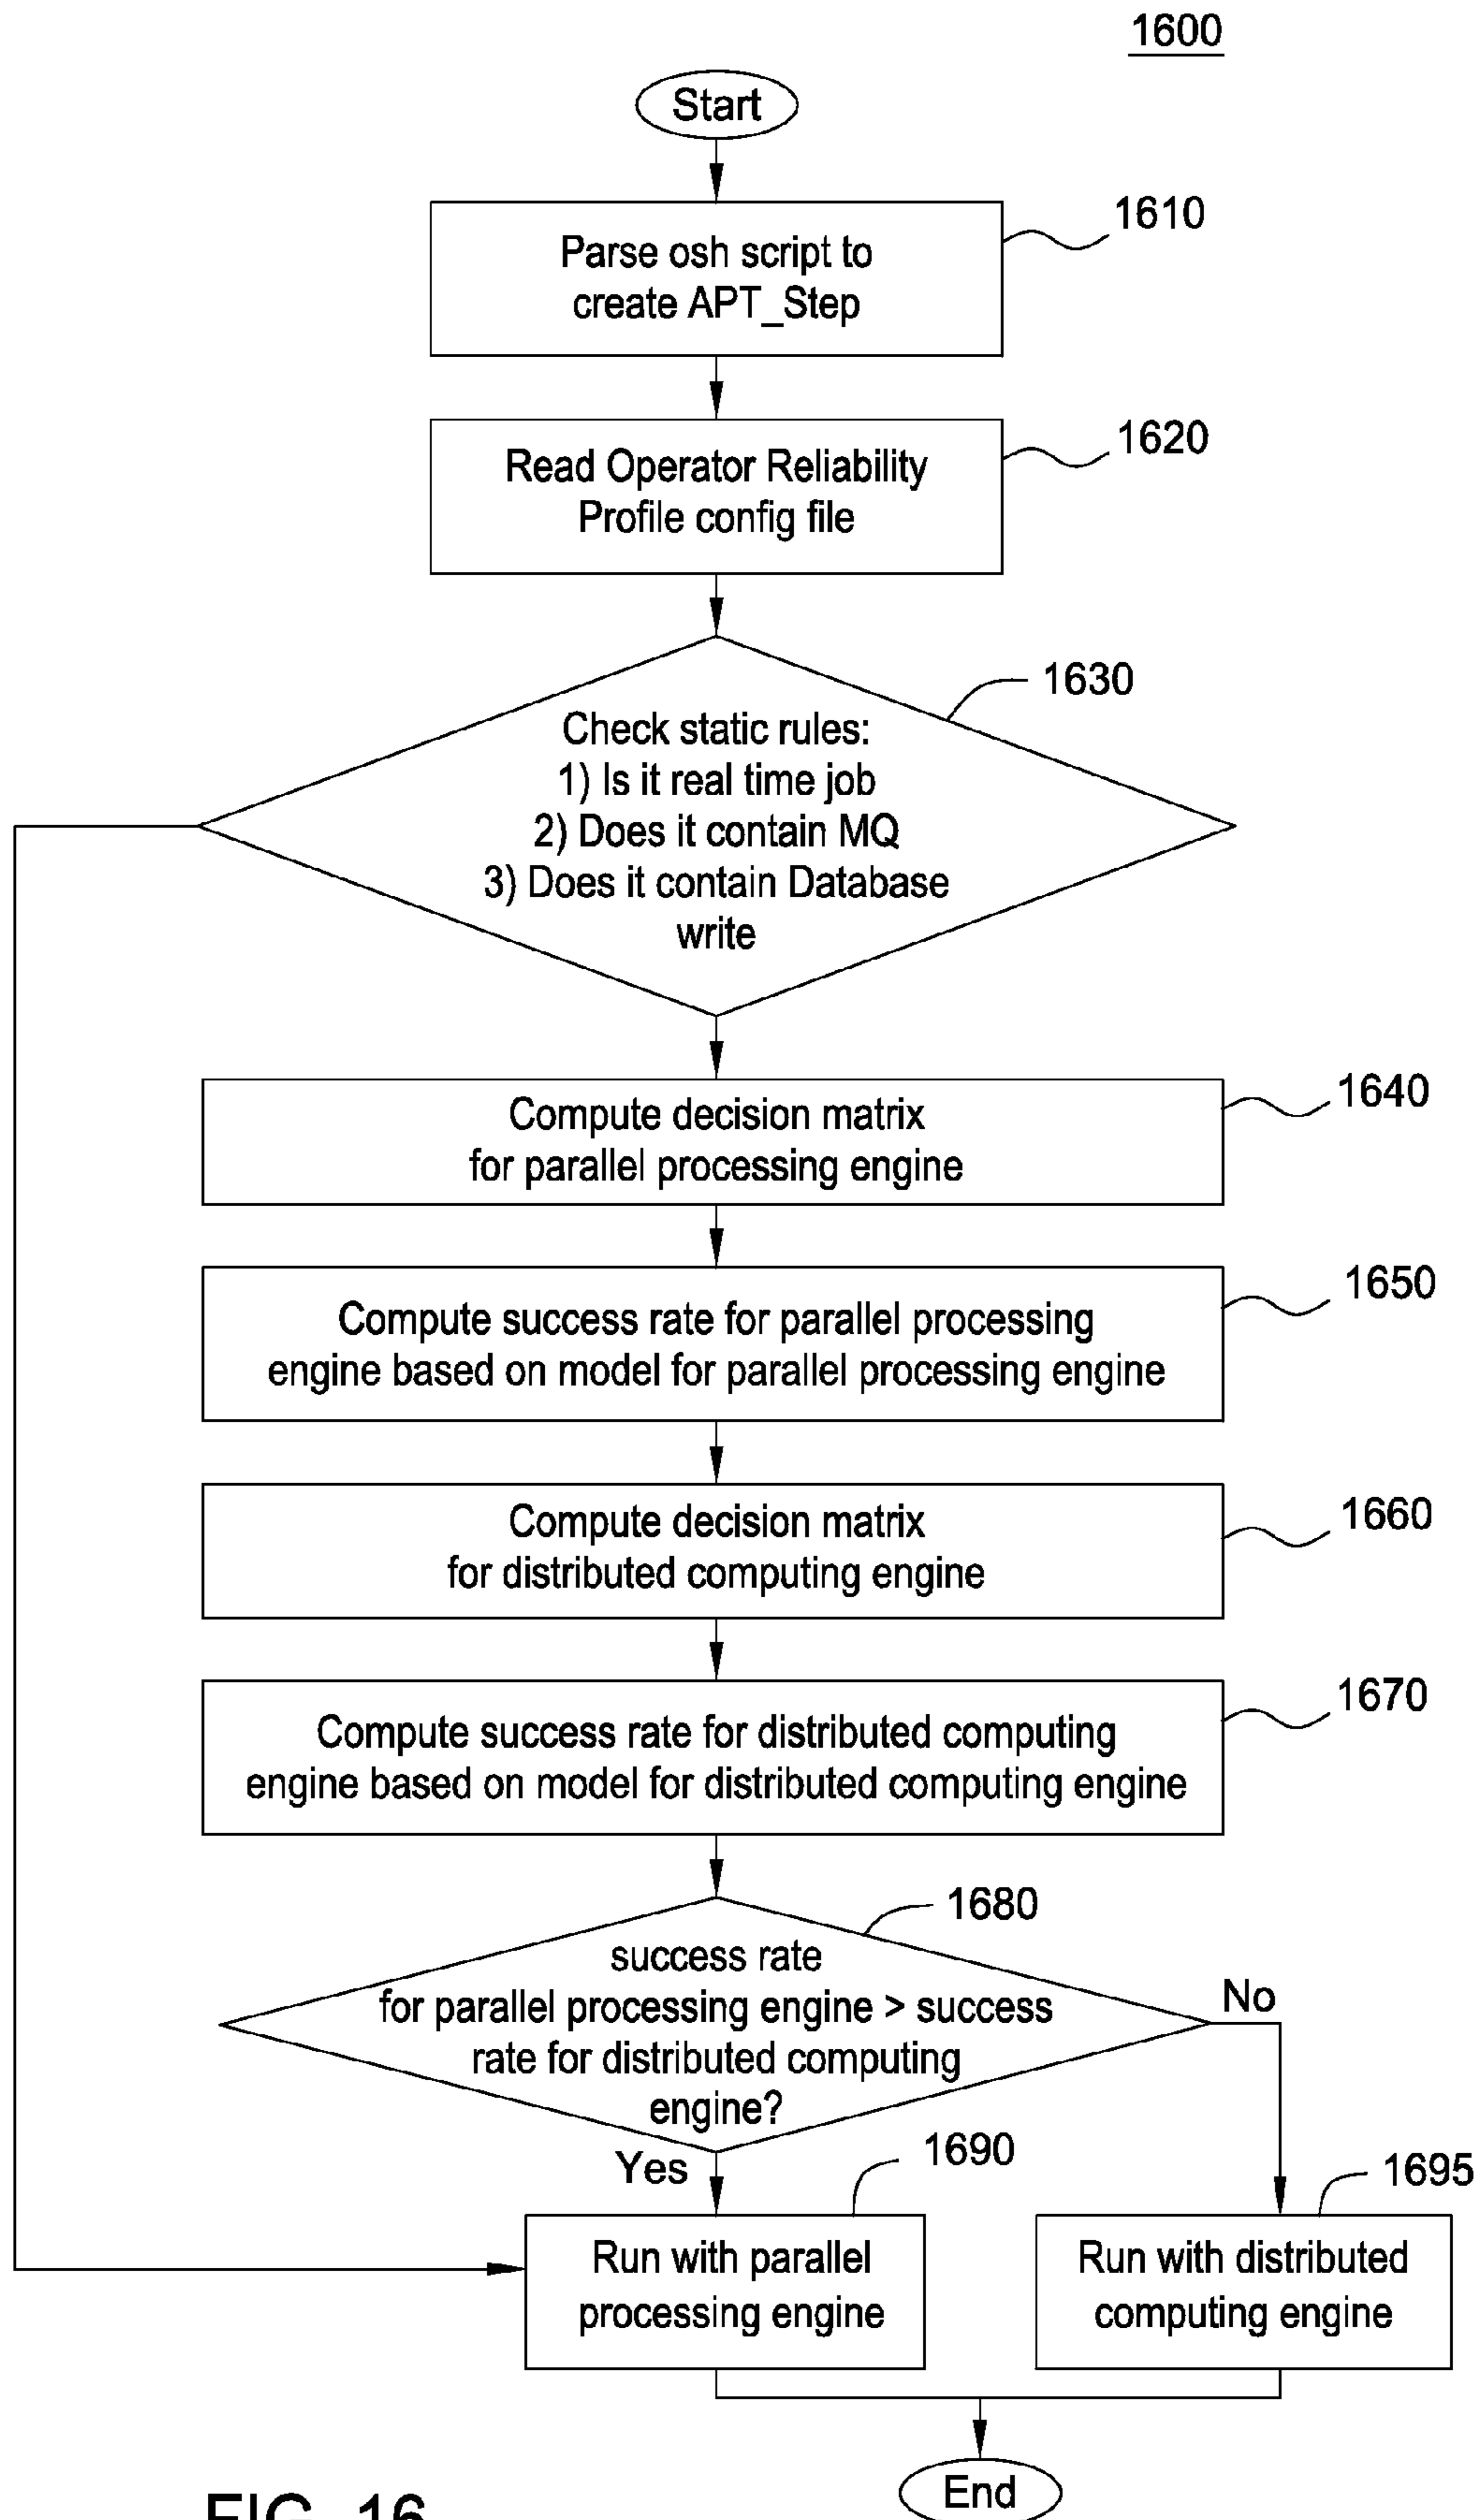 1600
Start
1610
Parse osh script to
create APT_Step
1620
Read Operator Reliability
Profile config file
1630
Check static rules:
1) Is it real time job
2) Does it contain MQ
3) Does it contain Database
write
1640
Compute decision matrix
for parallel processing engine
1650
Compute success rate for parallel processing
engine based on model for parallel processing engine
1660
Compute decision matrix
for distributed computing engine
1670
Compute success rate for distributed computing
engine based on model for distributed computing engine
1680
success rate
for parallel processing engine > success
rate for distributed computing
engine?
No
Yes
1690
1695
Run with parallel
processing engine
Run with distributed
computing engine
End
FIG. 16